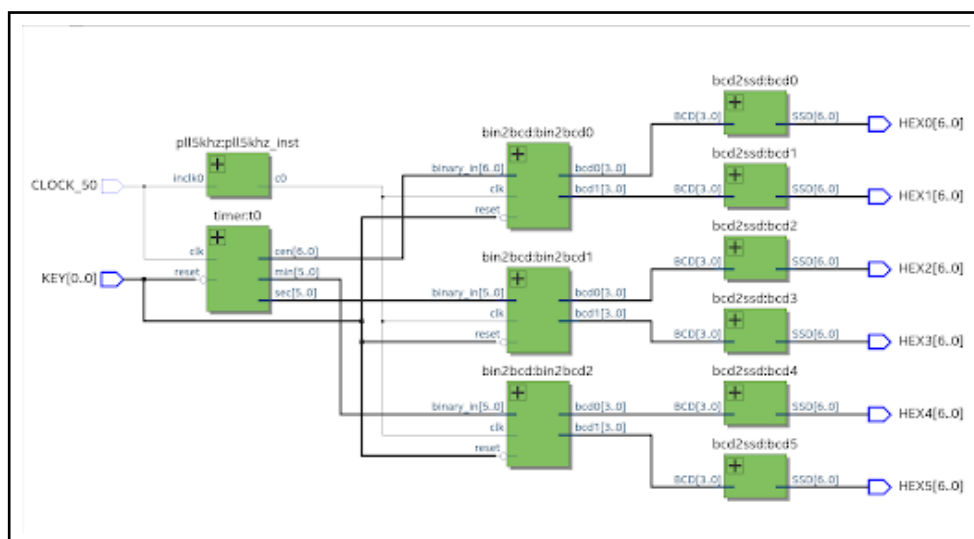 CLOCK_50
KEY[0..0]
pll5khz:pll5khz_inst
inclk0
c0
timer:t0
clk
reset
cen[6..0]
min[5..0]
sec[5..0]
bin2bcd:bin2bcd0
binary_in[6..0]
clk
reset
bcd0[3..0]
bcd1[3..0]
bin2bcd:bin2bcd1
binary_in[5..0]
clk
reset
bcd0[3..0]
bcd1[3..0]
bin2bcd:bin2bcd2
binary_in[5..0]
clk
reset
bcd0[3..0]
bcd1[3..0]
bcd2ssd:bcd0
BCD[3..0]
SSD[6..0]
HEX0[6..0]
bcd2ssd:bcd1
BCD[3..0]
SSD[6..0]
HEX1[6..0]
bcd2ssd:bcd2
BCD[3..0]
SSD[6..0]
HEX2[6..0]
bcd2ssd:bcd3
BCD[3..0]
SSD[6..0]
HEX3[6..0]
bcd2ssd:bcd4
BCD[3..0]
SSD[6..0]
HEX4[6..0]
bcd2ssd:bcd5
BCD[3..0]
SSD[6..0]
HEX5[6..0]